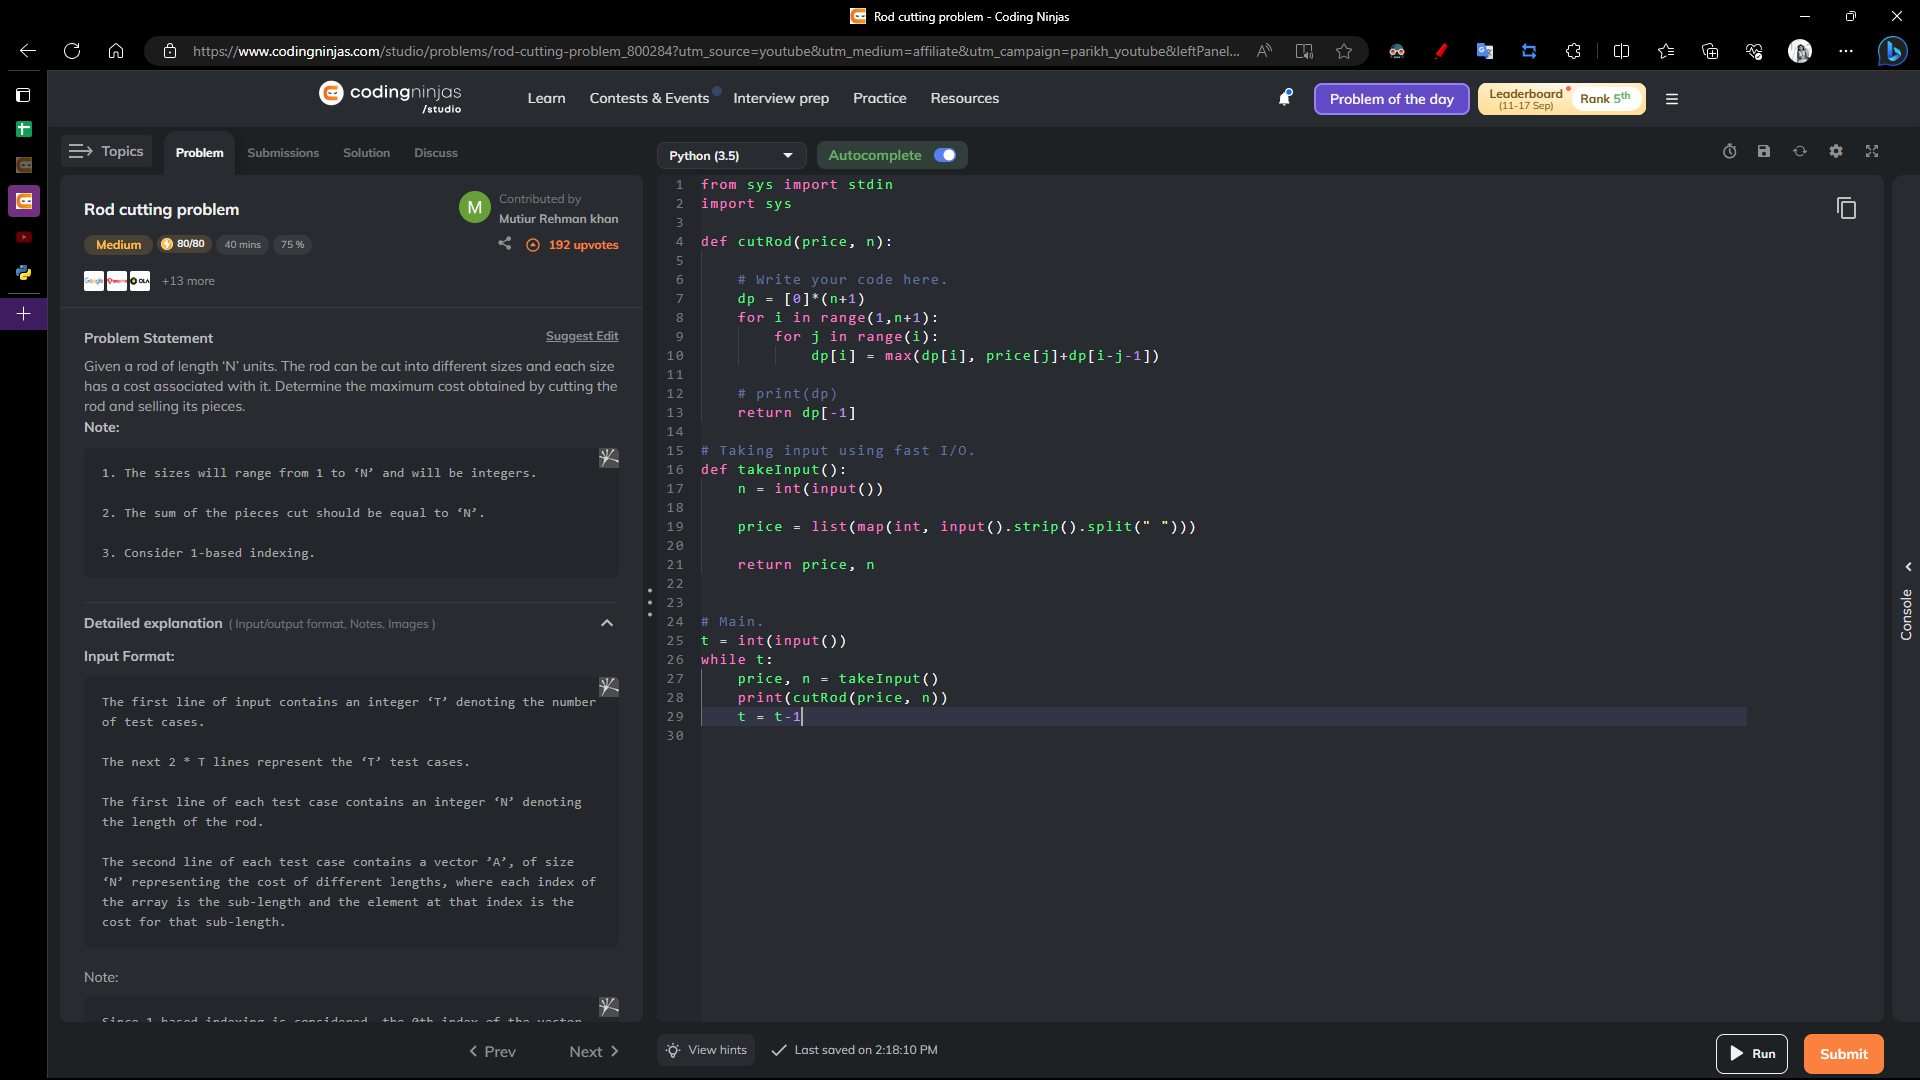 Rod cutting problem - Coding Ninjas
https://www.codingninjas.com/studio/problems/rod-cutting-problem_800284?utm_source=youtube&utm_medium=affiliate&utm_campaign=parikh_youtube&leftPanel...
codingninjas
/studio
Learn
Contests & Events
Interview prep
Practice
Resources
Problem of the day
Leaderboard
(11-17 Sep)
Rank 5th
Topics
Problem
Submissions
Solution
Discuss
Rod cutting problem
M
Contributed by
Mutiur Rehman khan
Medium
80/80
40 mins
75 %
192 upvotes
Google
OLA
+13 more
Problem Statement
Suggest Edit
Given a rod of length ‘N’ units. The rod can be cut into different sizes and each size
has a cost associated with it. Determine the maximum cost obtained by cutting the
rod and selling its pieces.
Note:
1. The sizes will range from 1 to ‘N’ and will be integers.
2. The sum of the pieces cut should be equal to ‘N’.
3. Consider 1-based indexing.
Detailed explanation ( Input/output format, Notes, Images )
Input Format:
The first line of input contains an integer ‘T’ denoting the number
of test cases.
The next 2 * T lines represent the ‘T’ test cases.
The first line of each test case contains an integer ‘N’ denoting
the length of the rod.
The second line of each test case contains a vector ’A’, of size
‘N’ representing the cost of different lengths, where each index of
the array is the sub-length and the element at that index is the
cost for that sub-length.
Note:
Since 1-based indexing is considered, the 0th index of the vector
Prev
Next
Python (3.5)
Autocomplete
1 from sys import stdin
2 import sys
3
4 def cutRod(price, n):
5
6 # Write your code here.
7 dp = [0]*(n+1)
8 for i in range(1,n+1):
9 for j in range(i):
10 dp[i] = max(dp[i], price[j]+dp[i-j-1])
11
12 # print(dp)
13 return dp[-1]
14
15 # Taking input using fast I/O.
16 def takeInput():
17 n = int(input())
18
19 price = list(map(int, input().strip().split(" ")))
20
21 return price, n
22
23
24 # Main.
25 t = int(input())
26 while t:
27 price, n = takeInput()
28 print(cutRod(price, n))
29 t = t-1
30
Console
View hints
Last saved on 2:18:10 PM
Run
Submit